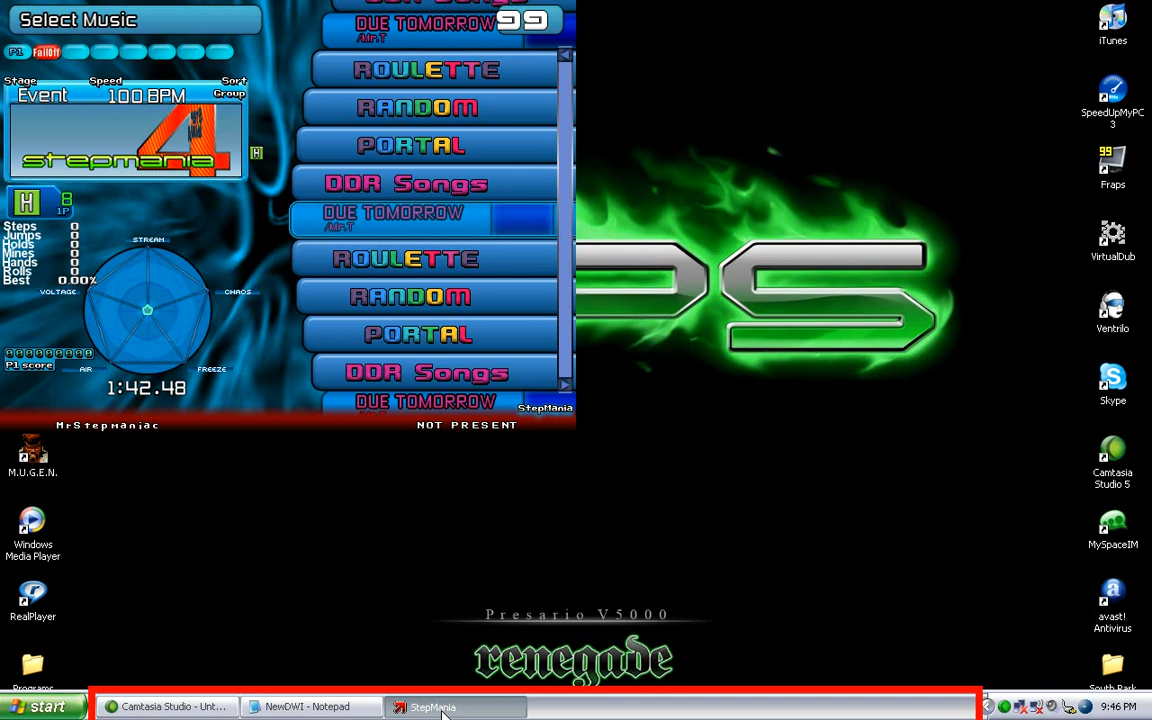 Select Music
99
P1
FailOff
Stage
Speed
Sort
Event
100 BPM
Group
4
stepmania
H
H
8
1P
Steps 0
Jumps 0
Holds 0
Mines 0
Hands 0
Rolls 0
Best 0.00%
STREAM
VOLTAGE
CHAOS
AIR
FREEZE
P1 score
1:42.48
DUE TOMORROW
/Mr.T
ROULETTE
RANDOM
PORTAL
DDR Songs
DUE TOMORROW
/Mr.T
ROULETTE
RANDOM
PORTAL
DDR Songs
DUE TOMORROW
StepMania
MrStepmaniac
NOT PRESENT
iTunes
SpeedUpMyPC
3
99
Fraps
VirtualDub
Ventrilo
Skype
Camtasia
Studio 5
MySpaceIM
avast!
Antivirus
South Park
M.U.G.E.N.
Windows
Media Player
RealPlayer
Programs
Presario V5000
renegade
start
Camtasia Studio - Unt...
NewDWI - Notepad
StepMania
9:46 PM